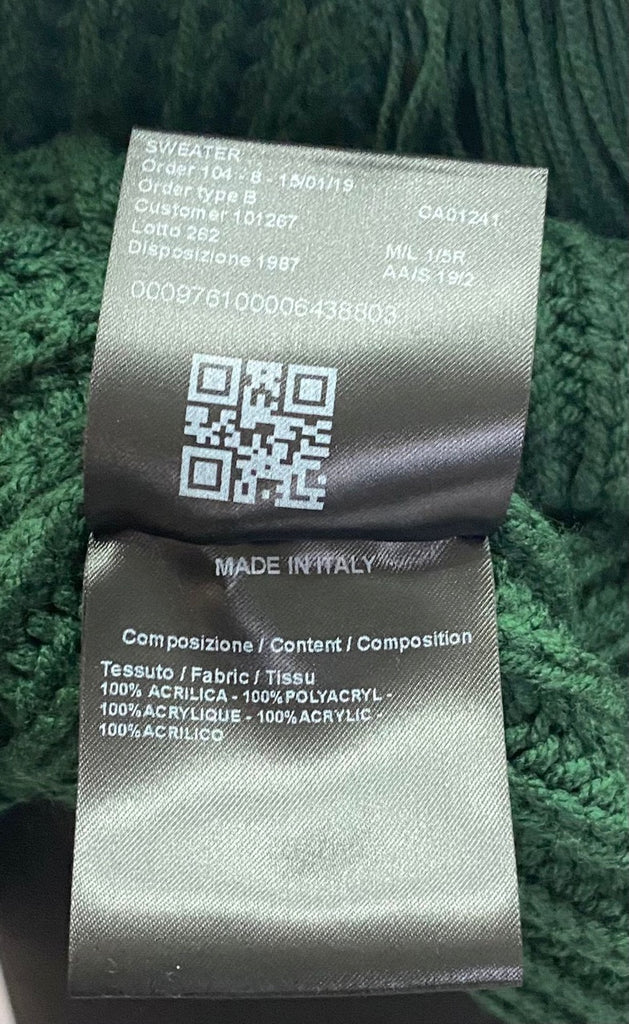 SWEATER
Order 104 - 8 - 15/01/19
Order type B
Customer 101267
CA01241
Lotto 262
M/L 1/5R
Disposizione 1987
AA/S 19/2
000976100006438803
MADE IN ITALY
Composizione / Content / Composition
Tessuto / Fabric / Tissu
100% ACRILICA - 100% POLYACRYL -
100% ACRYLIQUE - 100% ACRYLIC -
100% ACRILICO